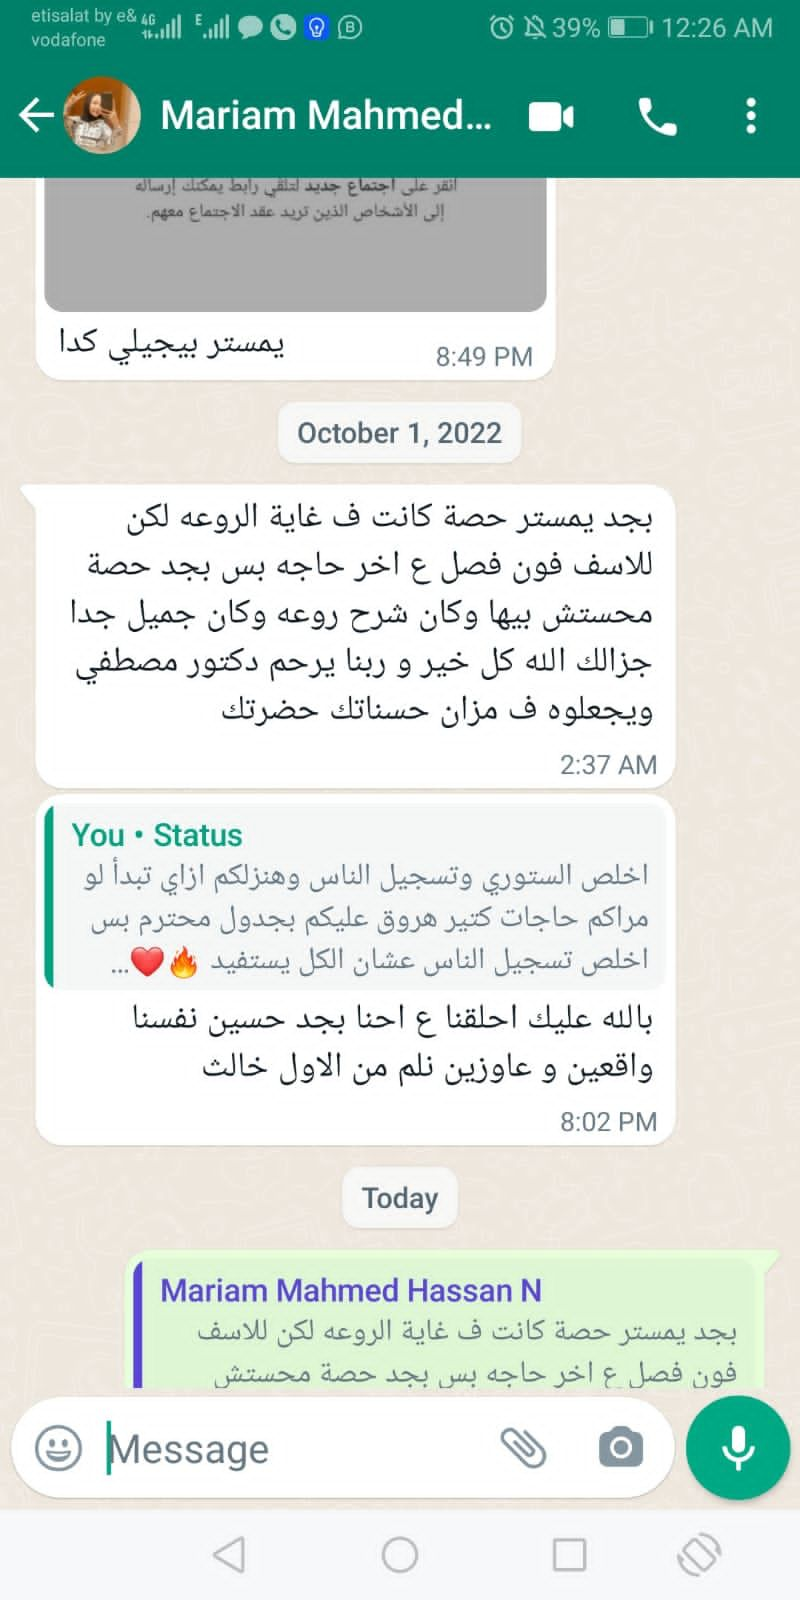 etisalat by e&
vodafone
4G
E
39%
12:26 AM
Mariam Mahmed...
انقر على اجتماع جديد لتلقي رابط يمكنك إرساله
إلى الأشخاص الذين تريد عقد الاجتماع معهم.
يمستر بيجيلي كدا
8:49 PM
October 1, 2022
بجد يمستر حصة كانت ف غاية الروعه لكن
للاسف فون فصل ع اخر حاجه بس بجد حصة
محستش بيها وكان شرح روعه وكان جميل جدا
جزالك الله كل خير و ربنا يرحم دكتور مصطفي
ويجعلوه ف مزان حسناتك حضرتك
2:37 AM
You • Status
اخلص الستوري وتسجيل الناس وهنزلكم ازاي تبدأ لو
مراكم حاجات كتير هروق عليكم بجدول محترم بس
اخلص تسجيل الناس عشان الكل يستفيد 🔥❤️...
بالله عليك احلقنا ع احنا بجد حسين نفسنا
واقعين و عاوزين نلم من الاول خالث
8:02 PM
Today
Mariam Mahmed Hassan N
بجد يمستر حصة كانت ف غاية الروعه لكن للاسف
فون فصل ع اخر حاجه بس بجد حصة محستش
Message